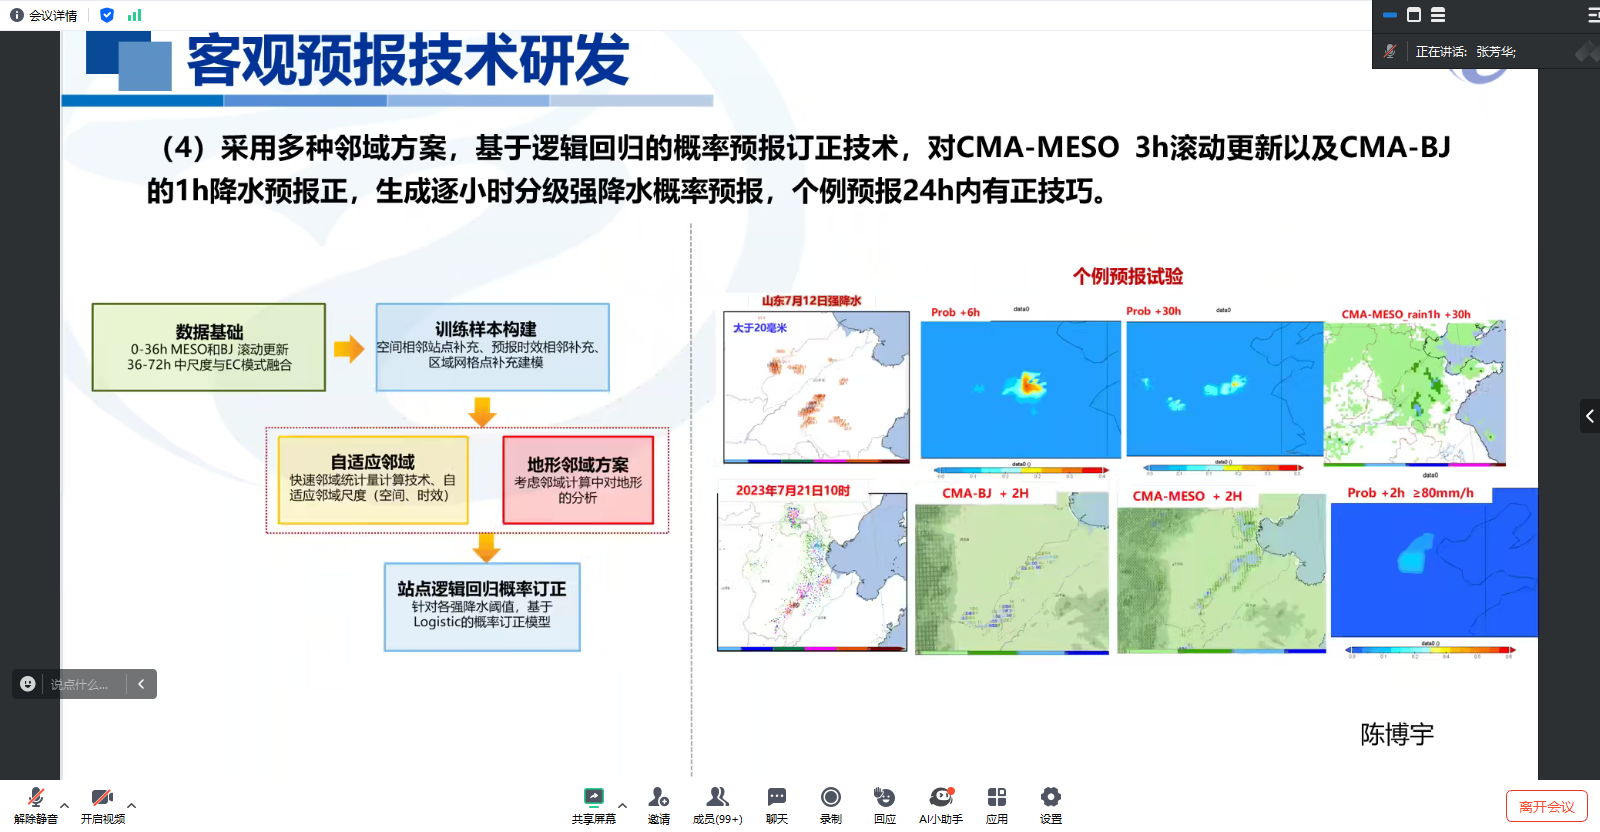 会议详情
正在讲话: 张芳华;
客观预报技术研发
（4）采用多种邻域方案，基于逻辑回归的概率预报订正技术，对CMA-MESO 3h滚动更新以及CMA-BJ
的1h降水预报正，生成逐小时分级强降水概率预报，个例预报24h内有正技巧。
数据基础
0-36h MESO和BJ 滚动更新
36-72h 中尺度与EC模式融合
训练样本构建
空间相邻站点补充、预报时效相邻补充、
区域网格点补充建模
自适应邻域
快速邻域统计量计算技术、自
适应邻域尺度（空间、时效）
地形邻域方案
考虑邻域计算中对地形
的分析
站点逻辑回归概率订正
针对各强降水阈值，基于
Logistic的概率订正模型
个例预报试验
山东7月12日强降水
大于20毫米
Prob +6h
data0
Prob +30h
data0
CMA-MESO_rain1h +30h
data0 ()
data0 ()
data0
2023年7月21日10时
CMA-BJ + 2H
CMA-MESO + 2H
Prob +2h ≥80mm/h
data0 ()
陈博宇
说点什么...
解除静音
开启视频
共享屏幕
邀请
成员(99+)
聊天
录制
回应
AI小助手
应用
设置
离开会议